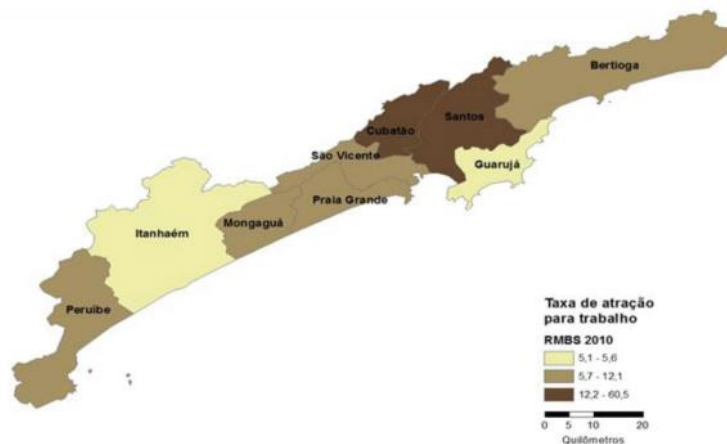 Bertioga
Santos
Cubatão
São Vicente
Guarujá
Praia Grande
Mongaguá
Itanhaém
Peruíbe
Taxa de atração
para trabalho
RMBS 2010
5,1 - 5,6
5,7 - 12,1
12,2 - 60,5
0 5 10 20
Quilômetros